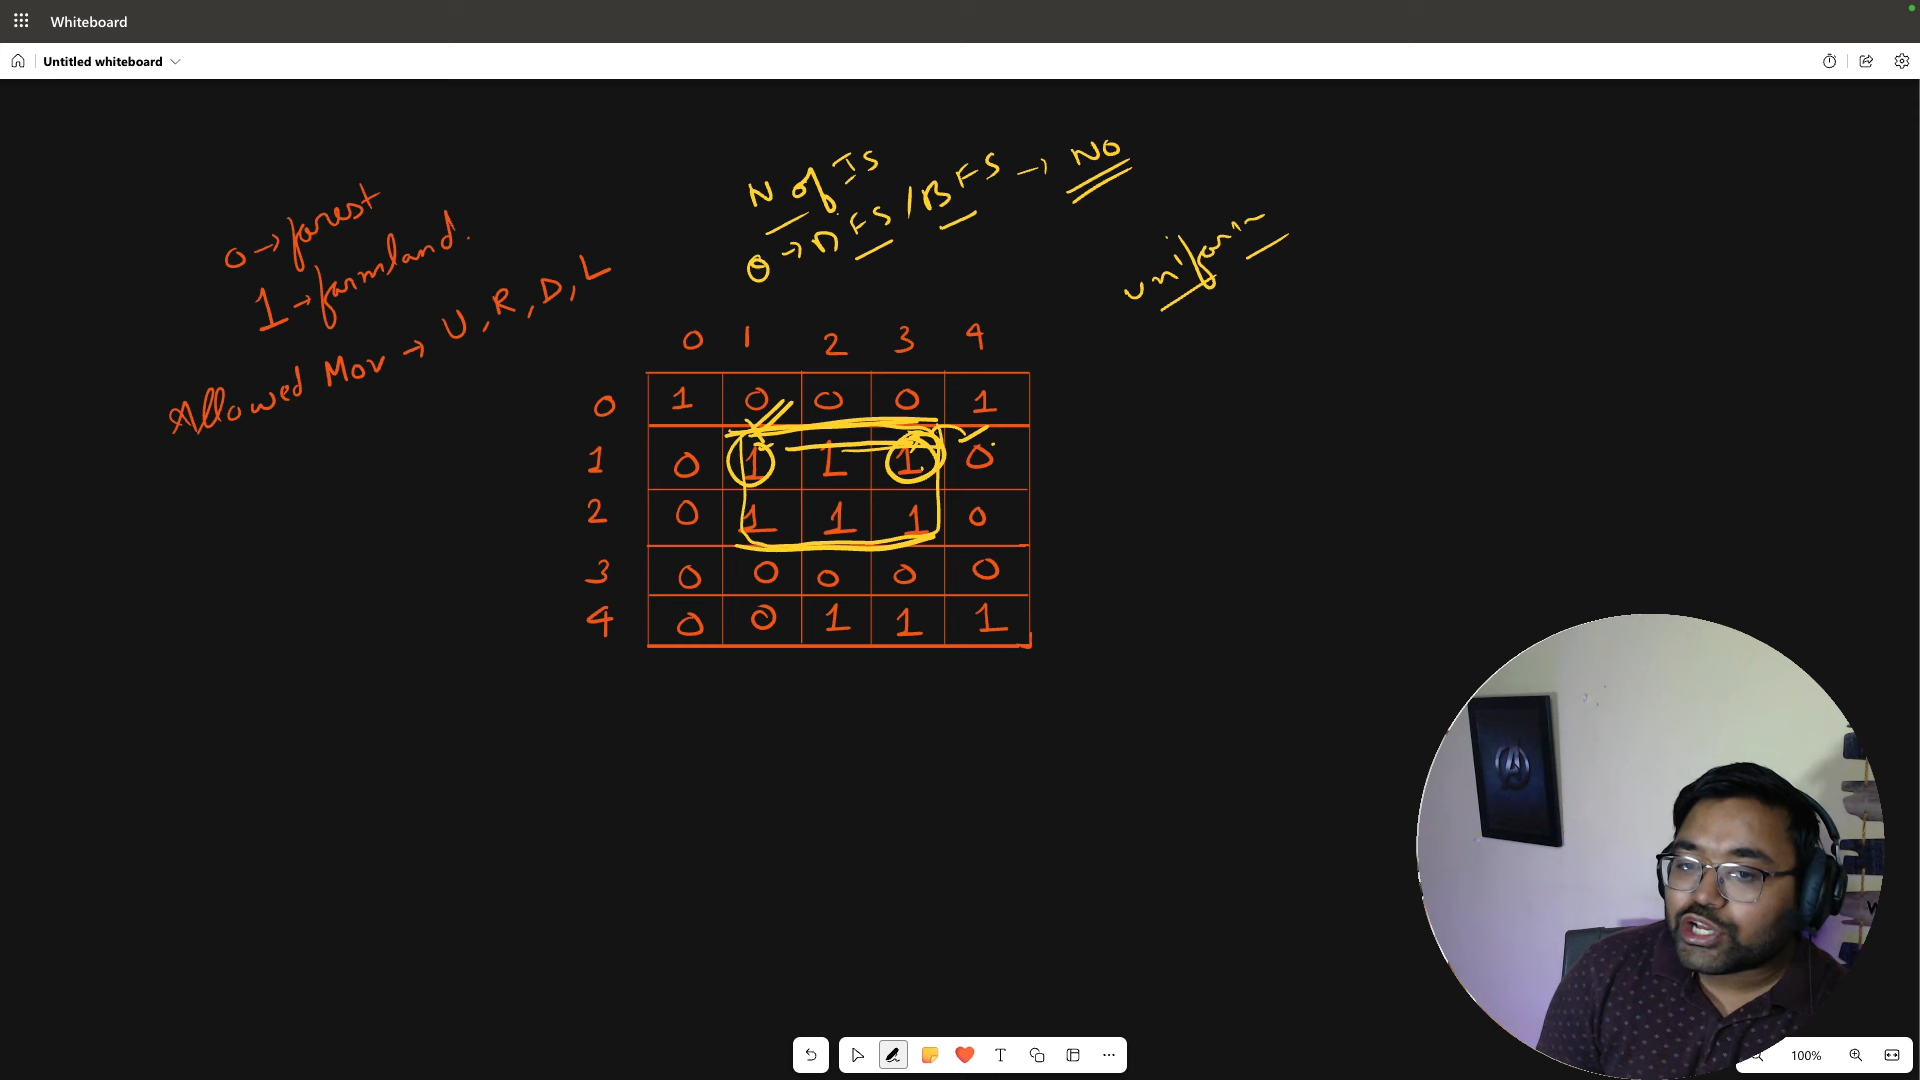 Whiteboard
Untitled whiteboard
N of Is
0 → DFS / BFS → NO
uniform
0 → forest
1 → farmland.
Allowed Mov → U, R, D, L
0 1 2 3 4
0 1 0 0 0 1
1 0 1 1 1 0
2 0 1 1 1 0
3 0 0 0 0 0
4 0 0 1 1 1
100%